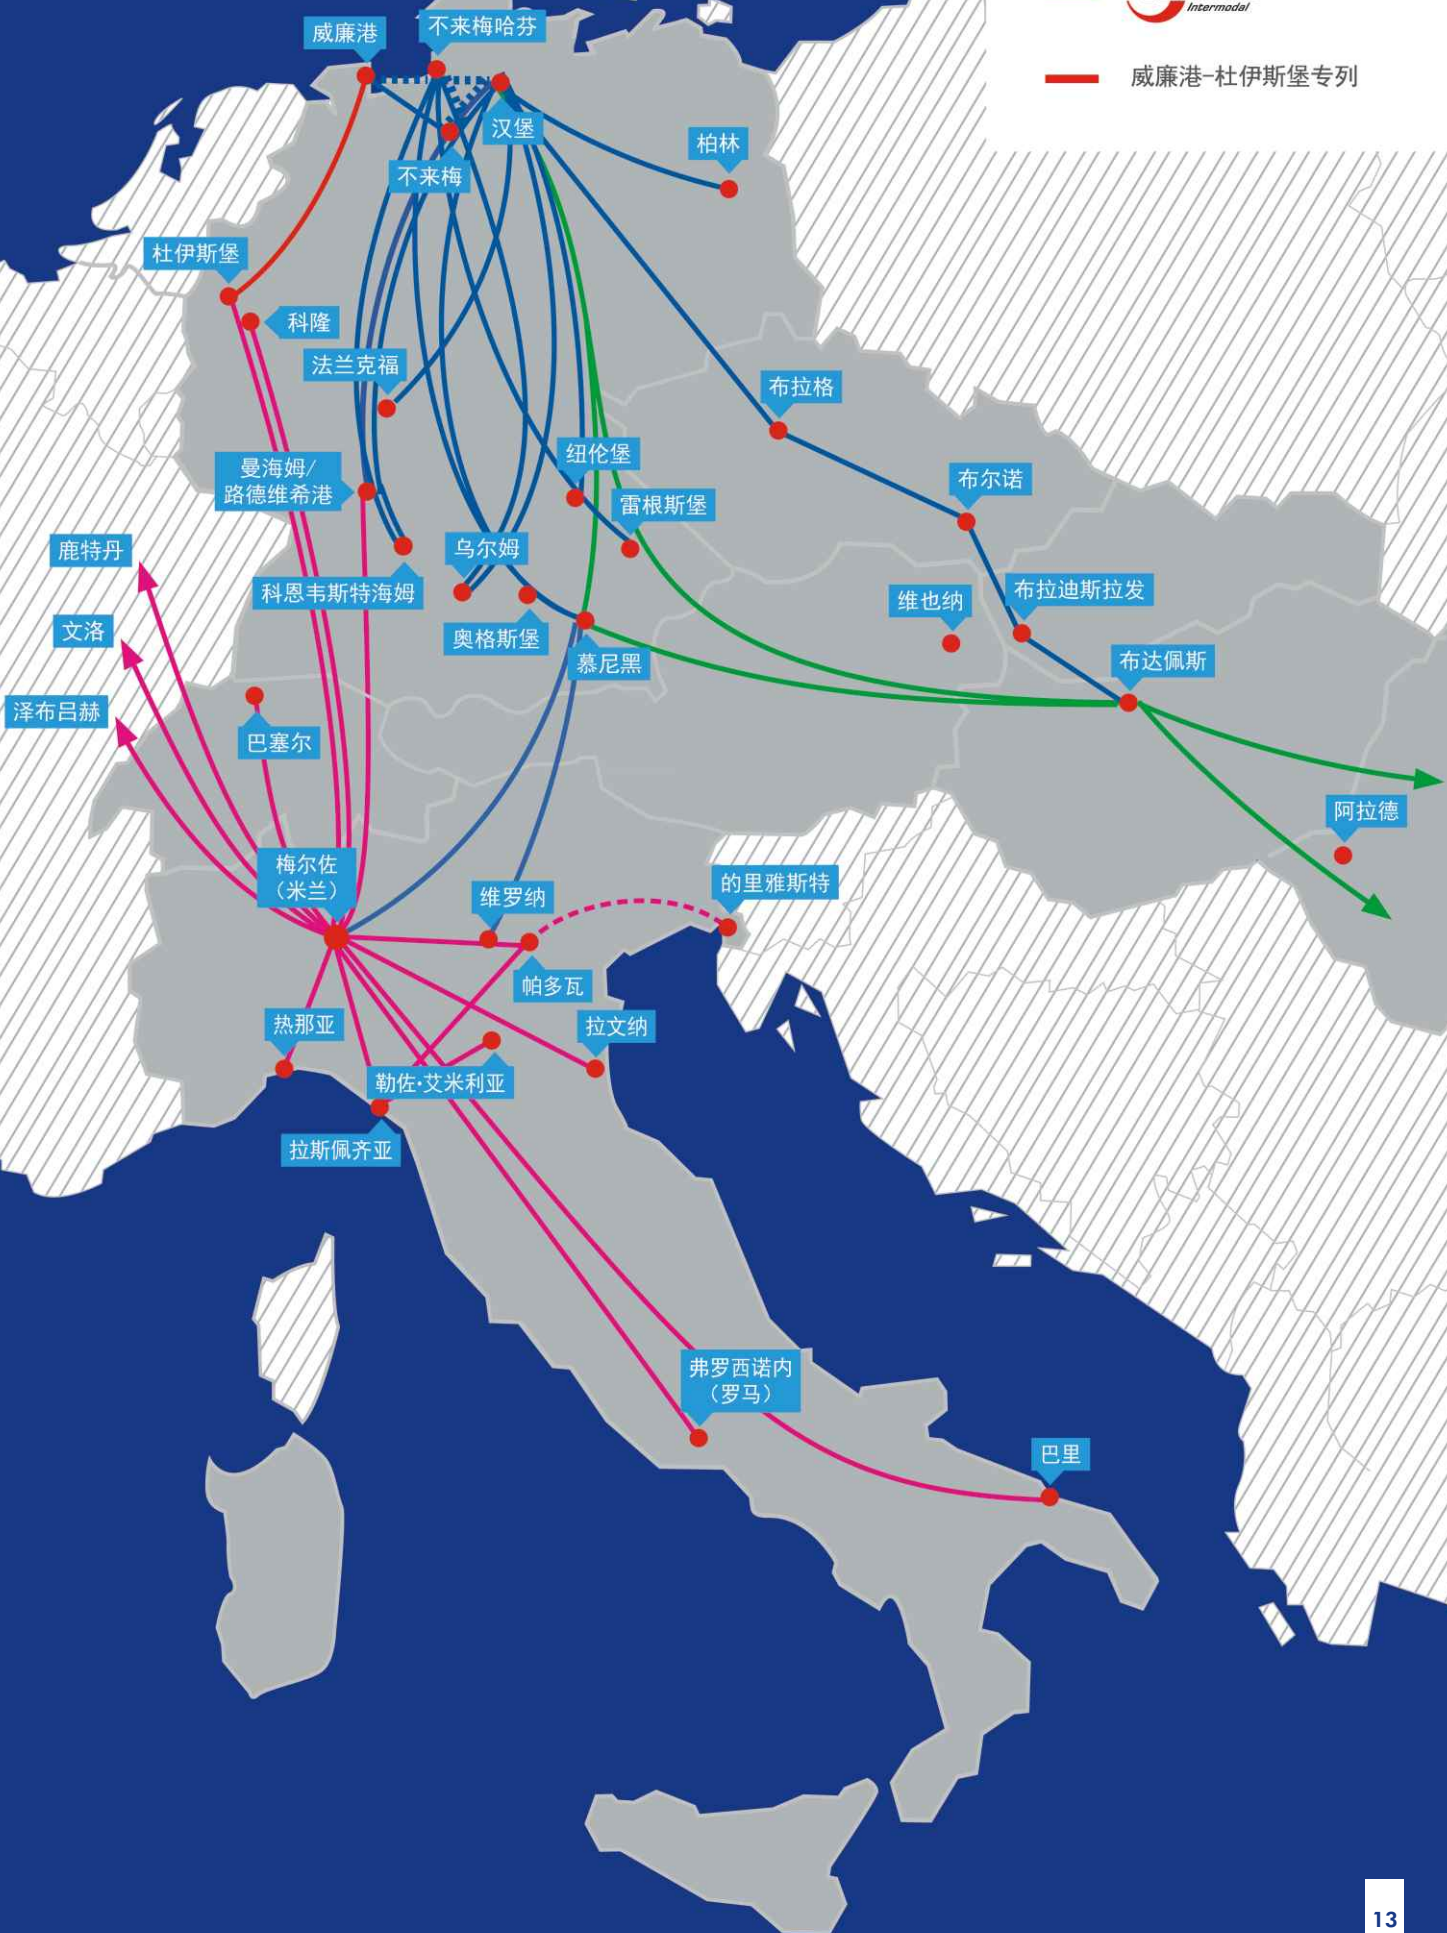 Intermodal
威廉港-杜伊斯堡专列
威廉港
不来梅哈芬
汉堡
柏林
不来梅
杜伊斯堡
科隆
法兰克福
布拉格
纽伦堡
曼海姆/
路德维希港
布尔诺
雷根斯堡
鹿特丹
乌尔姆
科恩韦斯特海姆
维也纳
布拉迪斯拉发
文洛
奥格斯堡
慕尼黑
布达佩斯
泽布吕赫
巴塞尔
阿拉德
梅尔佐
（米兰）
维罗纳
的里雅斯特
帕多瓦
热那亚
拉文纳
勒佐·艾米利亚
拉斯佩齐亚
弗罗西诺内
（罗马）
巴里
13